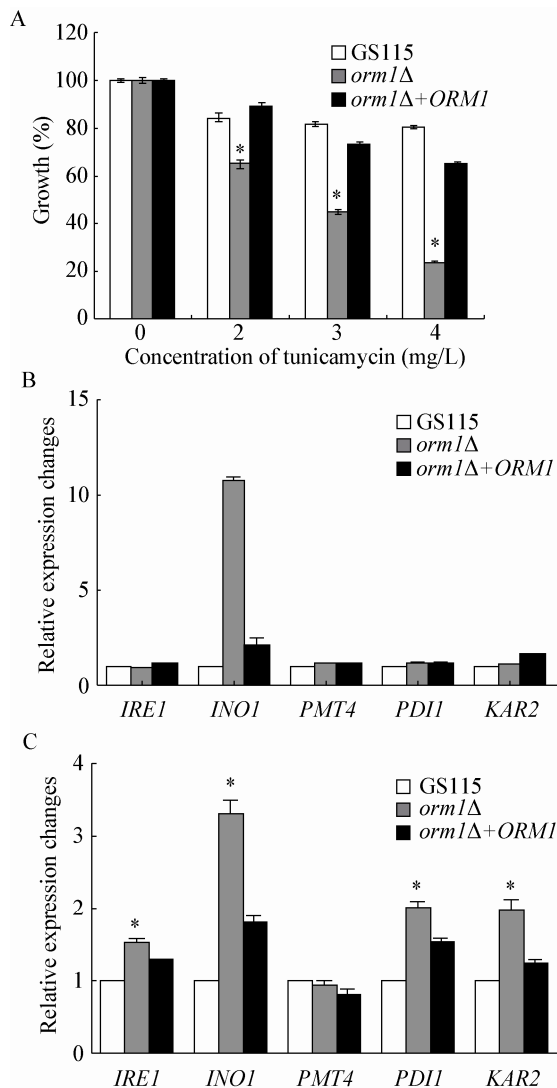 A
120
100
80
60
40
20
0
Growth (%)
GS115
orm1Δ
orm1Δ+ORM1
*
*
*
0 2 3 4
Concentration of tunicamycin (mg/L)
B
15
10
5
0
Relative expression changes
GS115
orm1Δ
orm1Δ+ORM1
IRE1 INO1 PMT4 PDI1 KAR2
C
4
3
2
1
0
Relative expression changes
GS115
orm1Δ
orm1Δ+ORM1
*
*
*
*
IRE1 INO1 PMT4 PDI1 KAR2